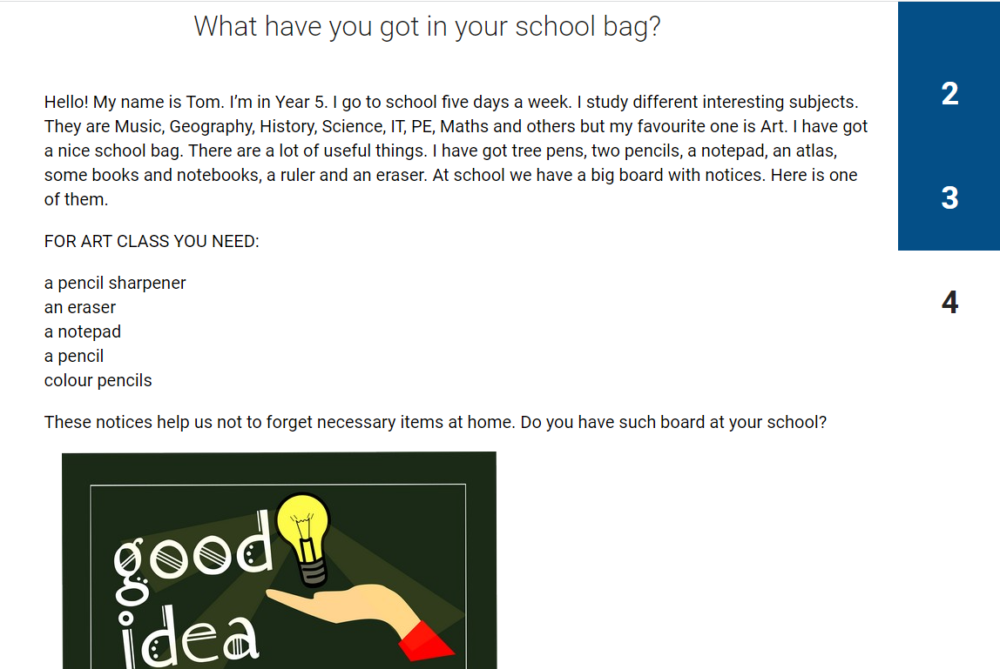 What have you got in your school bag?
Hello! My name is Tom. I’m in Year 5. I go to school five days a week. I study different interesting subjects.
They are Music, Geography, History, Science, IT, PE, Maths and others but my favourite one is Art. I have got
a nice school bag. There are a lot of useful things. I have got tree pens, two pencils, a notepad, an atlas,
some books and notebooks, a ruler and an eraser. At school we have a big board with notices. Here is one
of them.
FOR ART CLASS YOU NEED:
a pencil sharpener
an eraser
a notepad
a pencil
colour pencils
These notices help us not to forget necessary items at home. Do you have such board at your school?
good
idea
2
3
4